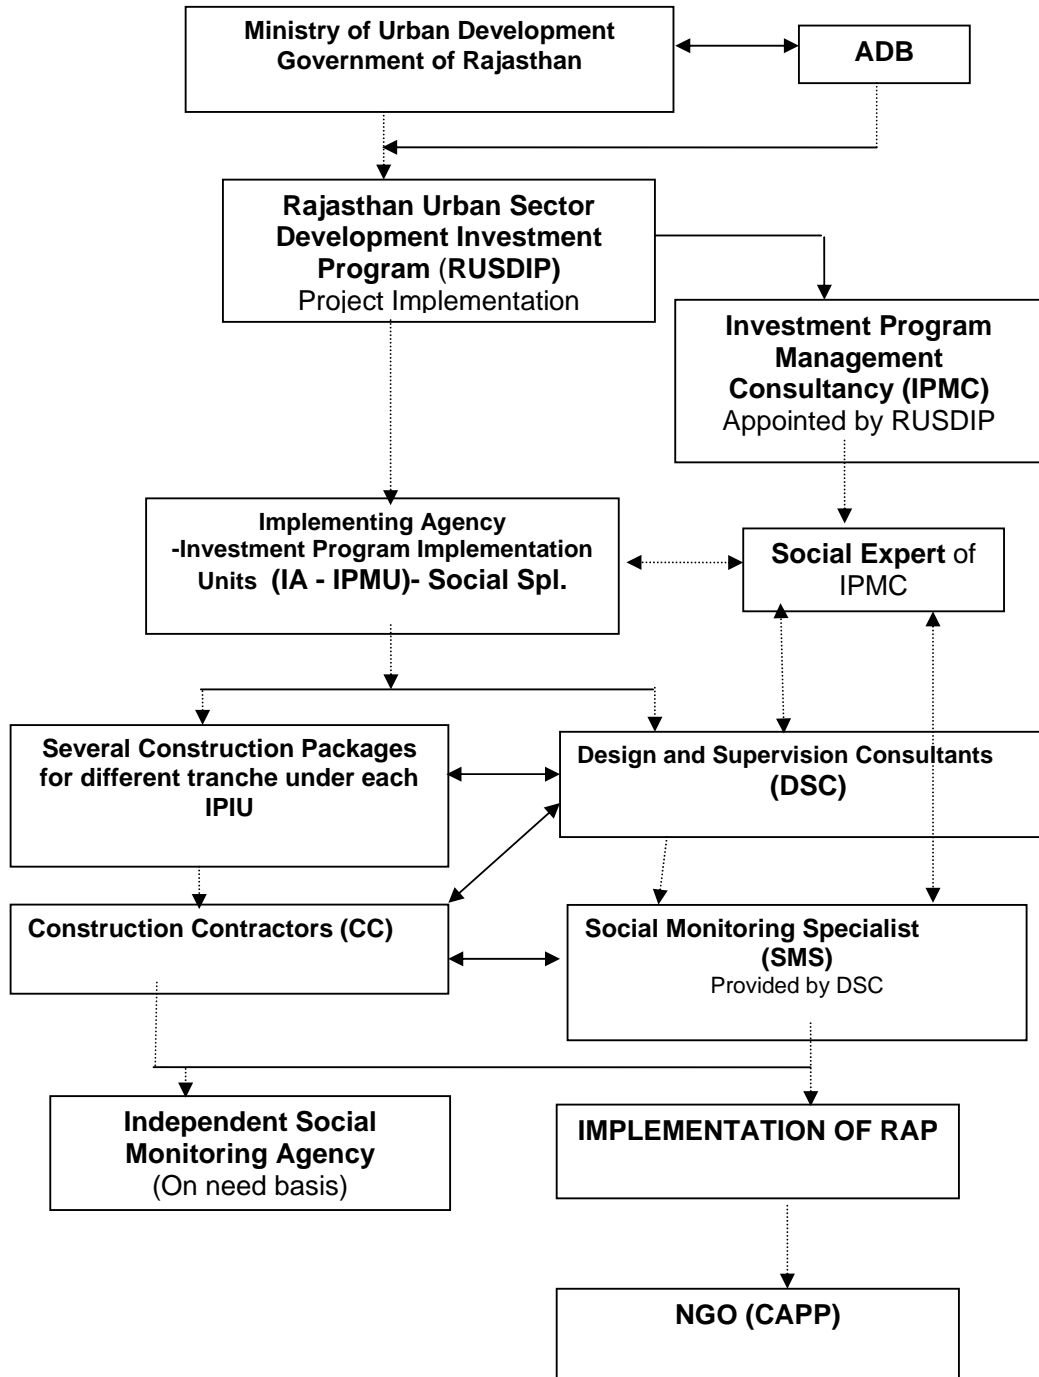 Ministry of Urban Development
Government of Rajasthan
ADB
Rajasthan Urban Sector
Development Investment
Program (RUSDIP)
Project Implementation
Investment Program
Management
Consultancy (IPMC)
Appointed by RUSDIP
Implementing Agency
-Investment Program Implementation
Units (IA - IPMU)- Social Spl.
Social Expert of
IPMC
Several Construction Packages
for different tranche under each
IPIU
Design and Supervision Consultants
(DSC)
Construction Contractors (CC)
Social Monitoring Specialist
(SMS)
Provided by DSC
Independent Social
Monitoring Agency
(On need basis)
IMPLEMENTATION OF RAP
NGO (CAPP)